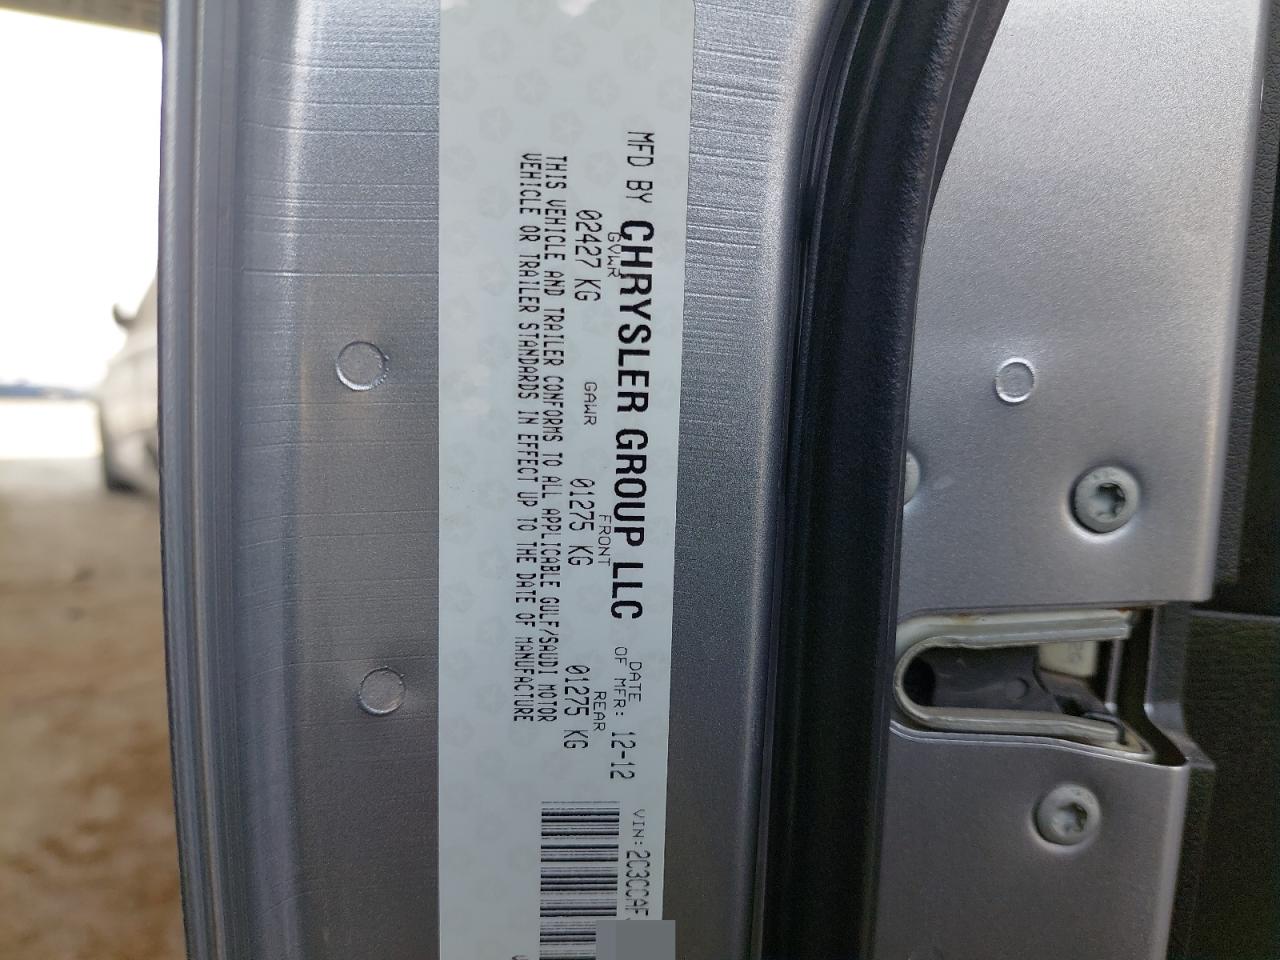 MFD BY CHRYSLER GROUP LLC DATE OF MFR: 12-12 VIN: 2C3CCAF
GVWR 02427 KG GAWR FRONT 01275 KG REAR 01275 KG
THIS VEHICLE AND TRAILER CONFORMS TO ALL APPLICABLE GULF/SAUDI MOTOR
VEHICLE OR TRAILER STANDARDS IN EFFECT UP TO THE DATE OF MANUFACTURE